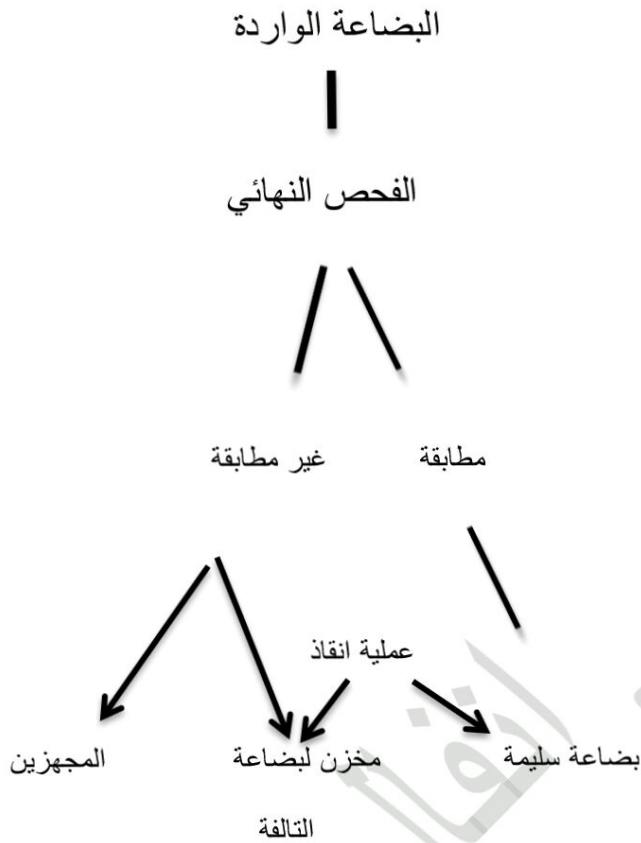 البضاعة الواردة
الفحص النهائي
مطابقة
غير مطابقة
عملية انقاذ
بضاعة سليمة
مخزن لبضاعة
التالفة
المجهزين